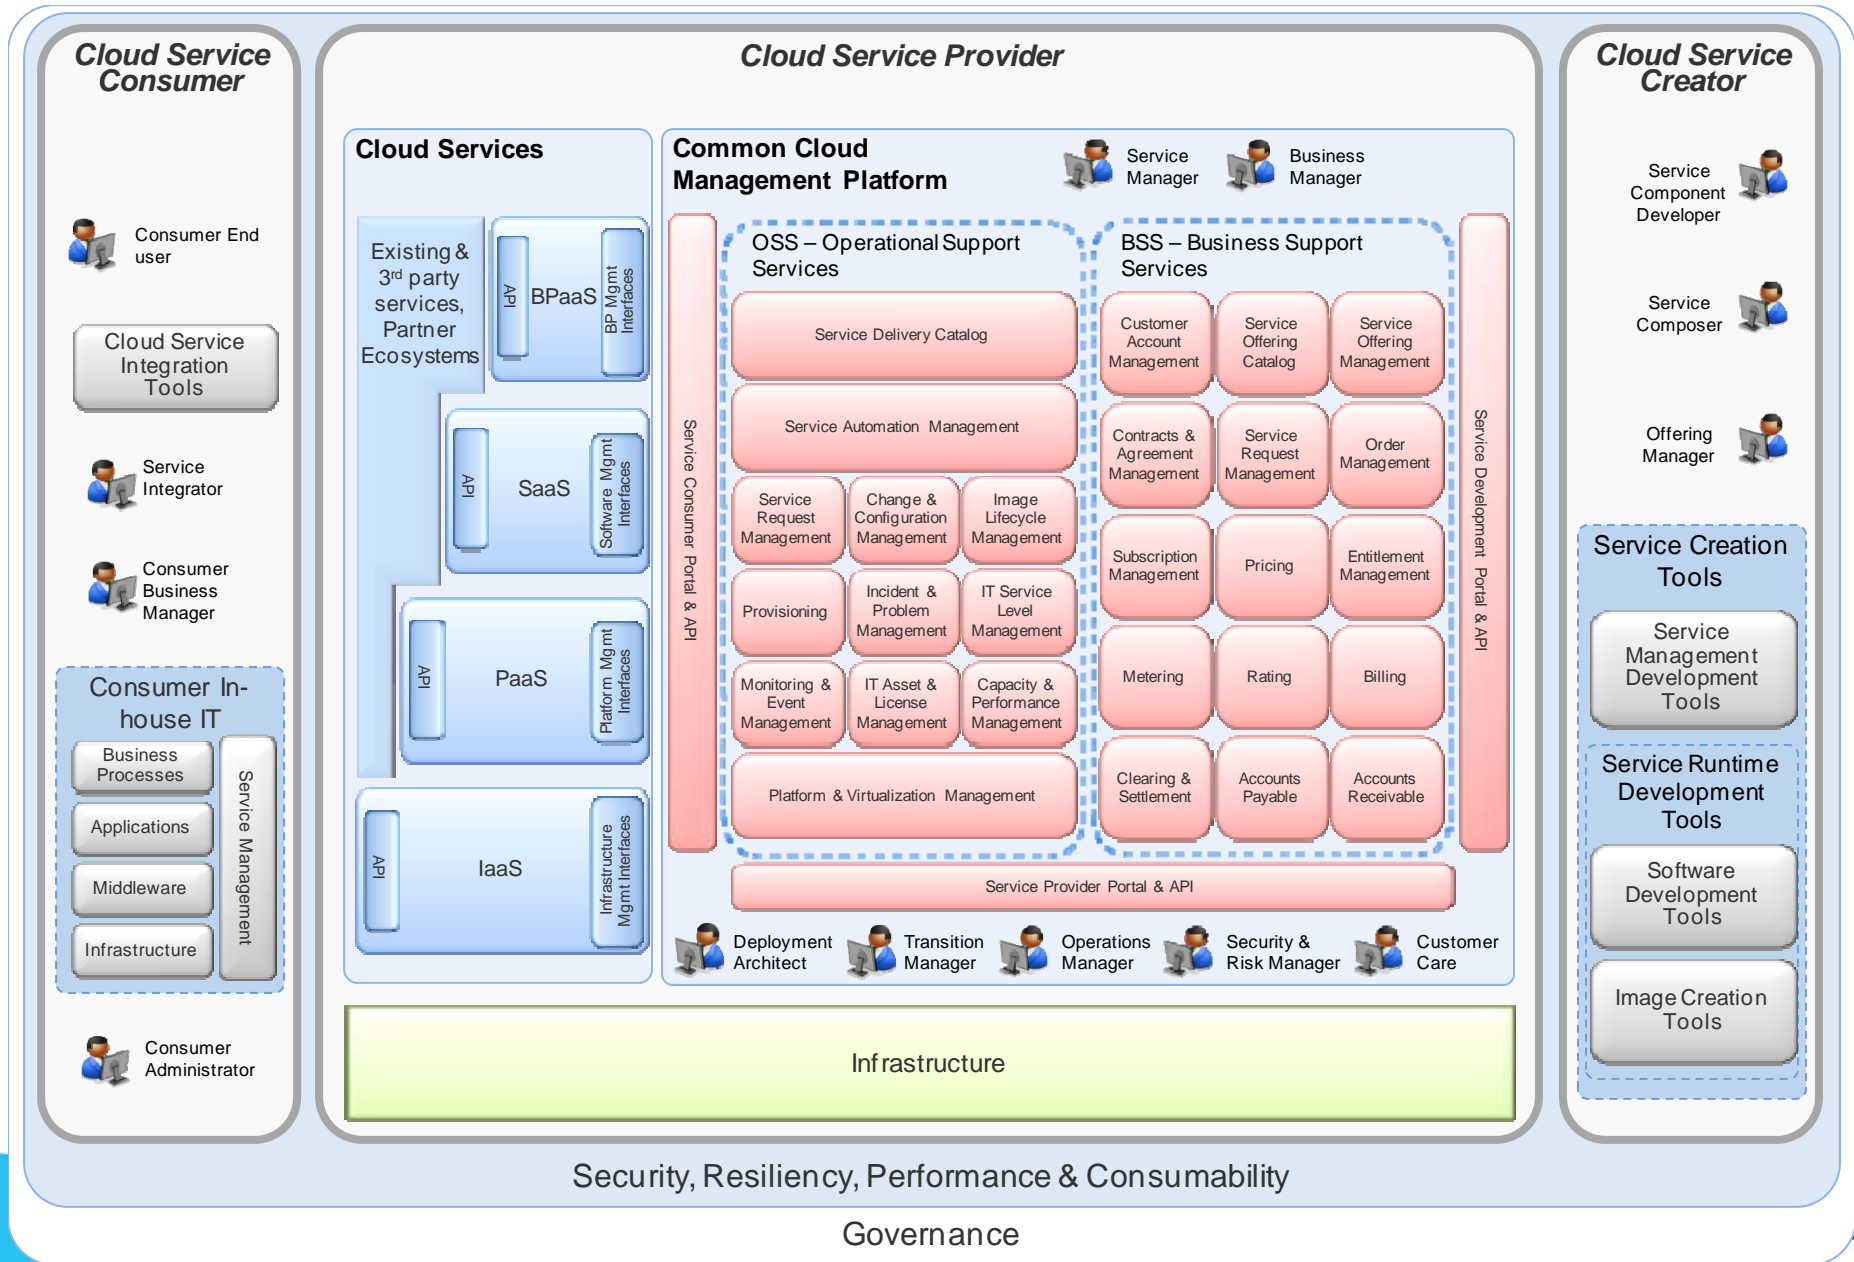 Cloud Service
Consumer
Consumer End
user
Cloud Service
Integration
Tools
Service
Integrator
Consumer
Business
Manager
Consumer In-
house IT
Business
Processes
Applications
Middleware
Infrastructure
Service Management
Consumer
Administrator
Cloud Service Provider
Cloud Services
Existing &
3rd party
services,
Partner
Ecosystems
API
BPaaS
BP Mgmt
Interfaces
API
SaaS
Software Mgmt
Interfaces
API
PaaS
Platform Mgmt
Interfaces
API
IaaS
Infrastructure
Mgmt Interfaces
Common Cloud
Management Platform
Service
Manager
Business
Manager
Service Consumer Portal & API
OSS – Operational Support
Services
Service Delivery Catalog
Service Automation Management
Service
Request
Management
Change &
Configuration
Management
Image
Lifecycle
Management
Provisioning
Incident &
Problem
Management
IT Service
Level
Management
Monitoring &
Event
Management
IT Asset &
License
Management
Capacity &
Performance
Management
Platform & Virtualization Management
BSS – Business Support
Services
Customer
Account
Management
Service
Offering
Catalog
Service
Offering
Management
Contracts &
Agreement
Management
Service
Request
Management
Order
Management
Subscription
Management
Pricing
Entitlement
Management
Metering
Rating
Billing
Clearing &
Settlement
Accounts
Payable
Accounts
Receivable
Service Development Portal & API
Service Provider Portal & API
Deployment
Architect
Transition
Manager
Operations
Manager
Security &
Risk Manager
Customer
Care
Infrastructure
Cloud Service
Creator
Service
Component
Developer
Service
Composer
Offering
Manager
Service Creation
Tools
Service
Management
Development
Tools
Service Runtime
Development
Tools
Software
Development
Tools
Image Creation
Tools
Security, Resiliency, Performance & Consumability
Governance